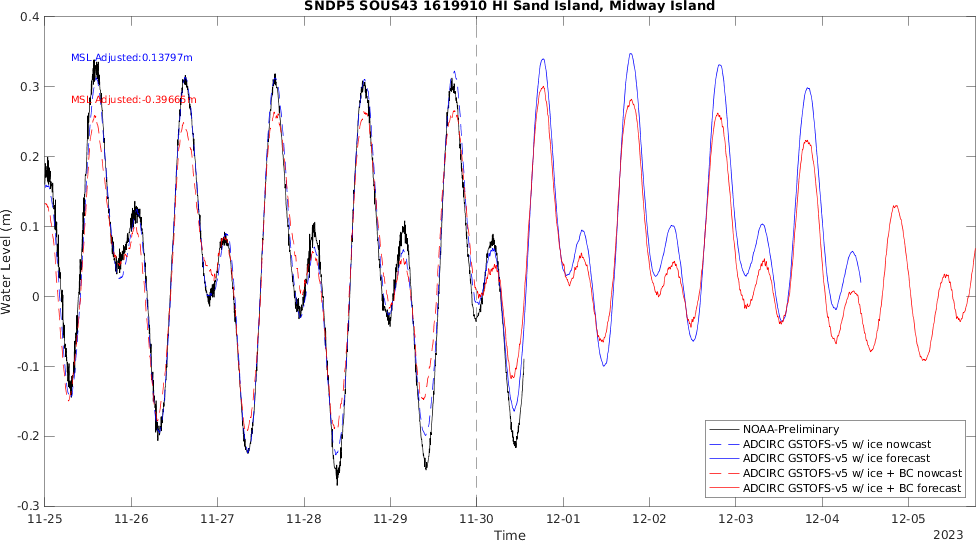 SNDP5 SOUS43 1619910 HI Sand Island, Midway Island
0.4
MSL Adjusted:0.13797m
0.3
MSL Adjusted:-0.39666m
0.2
0.1
Water Level (m)
0
-0.1
-0.2
-0.3
NOAA-Preliminary
ADCIRC GSTOFS-v5 w/ ice nowcast
ADCIRC GSTOFS-v5 w/ ice forecast
ADCIRC GSTOFS-v5 w/ ice + BC nowcast
ADCIRC GSTOFS-v5 w/ ice + BC forecast
11-25 11-26 11-27 11-28 11-29 11-30 12-01 12-02 12-03 12-04 12-05
Time
2023